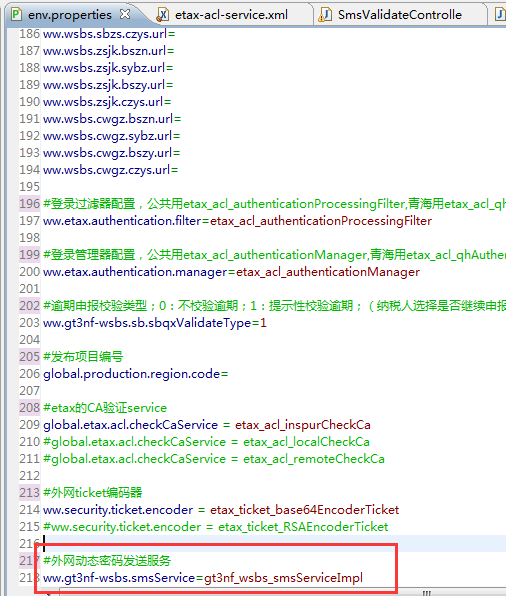 env.properties
etax-acl-service.xml
SmsValidateControlle
186 ww.wsbs.sbzs.czys.url=
187 ww.wsbs.zsjk.bszn.url=
188 ww.wsbs.zsjk.sybz.url=
189 ww.wsbs.zsjk.bszy.url=
190 ww.wsbs.zsjk.czys.url=
191 ww.wsbs.cwgz.bszn.url=
192 ww.wsbs.cwgz.sybz.url=
193 ww.wsbs.cwgz.bszy.url=
194 ww.wsbs.cwgz.czys.url=
195
196 #登录过滤器配置，公共用etax_acl_authenticationProcessingFilter,青海用etax_acl_qh
197 ww.etax.authentication.filter=etax_acl_authenticationProcessingFilter
198
199 #登录管理器配置，公共用etax_acl_authenticationManager,青海用etax_acl_qhAuthe
200 ww.etax.authentication.manager=etax_acl_authenticationManager
201
202 #逾期申报校验类型；0：不校验逾期；1：提示性校验逾期；（纳税人选择是否继续申报
203 ww.gt3nf-wsbs.sb.sbqxValidateType=1
204
205 #发布项目编号
206 global.production.region.code=
207
208 #etax的CA验证service
209 global.etax.acl.checkCaService = etax_acl_inspurCheckCa
210 #global.etax.acl.checkCaService = etax_acl_localCheckCa
211 #global.etax.acl.checkCaService = etax_acl_remoteCheckCa
212
213 #外网ticket编码器
214 ww.security.ticket.encoder = etax_ticket_base64EncoderTicket
215 #ww.security.ticket.encoder = etax_ticket_RSAEncoderTicket
216
217 #外网动态密码发送服务
218 ww.gt3nf-wsbs.smsService=gt3nf_wsbs_smsServiceImpl